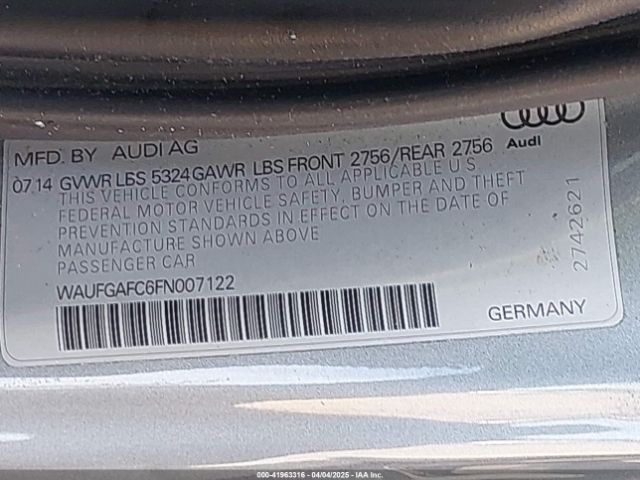 MFD. BY AUDI AG
07.14 GVWR LBS 5324 GAWR LBS FRONT 2756/REAR 2756
Audi
THIS VEHICLE CONFORMS TO ALL APPLICABLE U S
FEDERAL MOTOR VEHICLE SAFETY, BUMPER AND THEFT
PREVENTION STANDARDS IN EFFECT ON THE DATE OF
MANUFACTURE SHOWN ABOVE
PASSENGER CAR
2742621
WAUFGAFC6FN007122
GERMANY
000-41963316 - 04/04/2025 - IAA Inc.